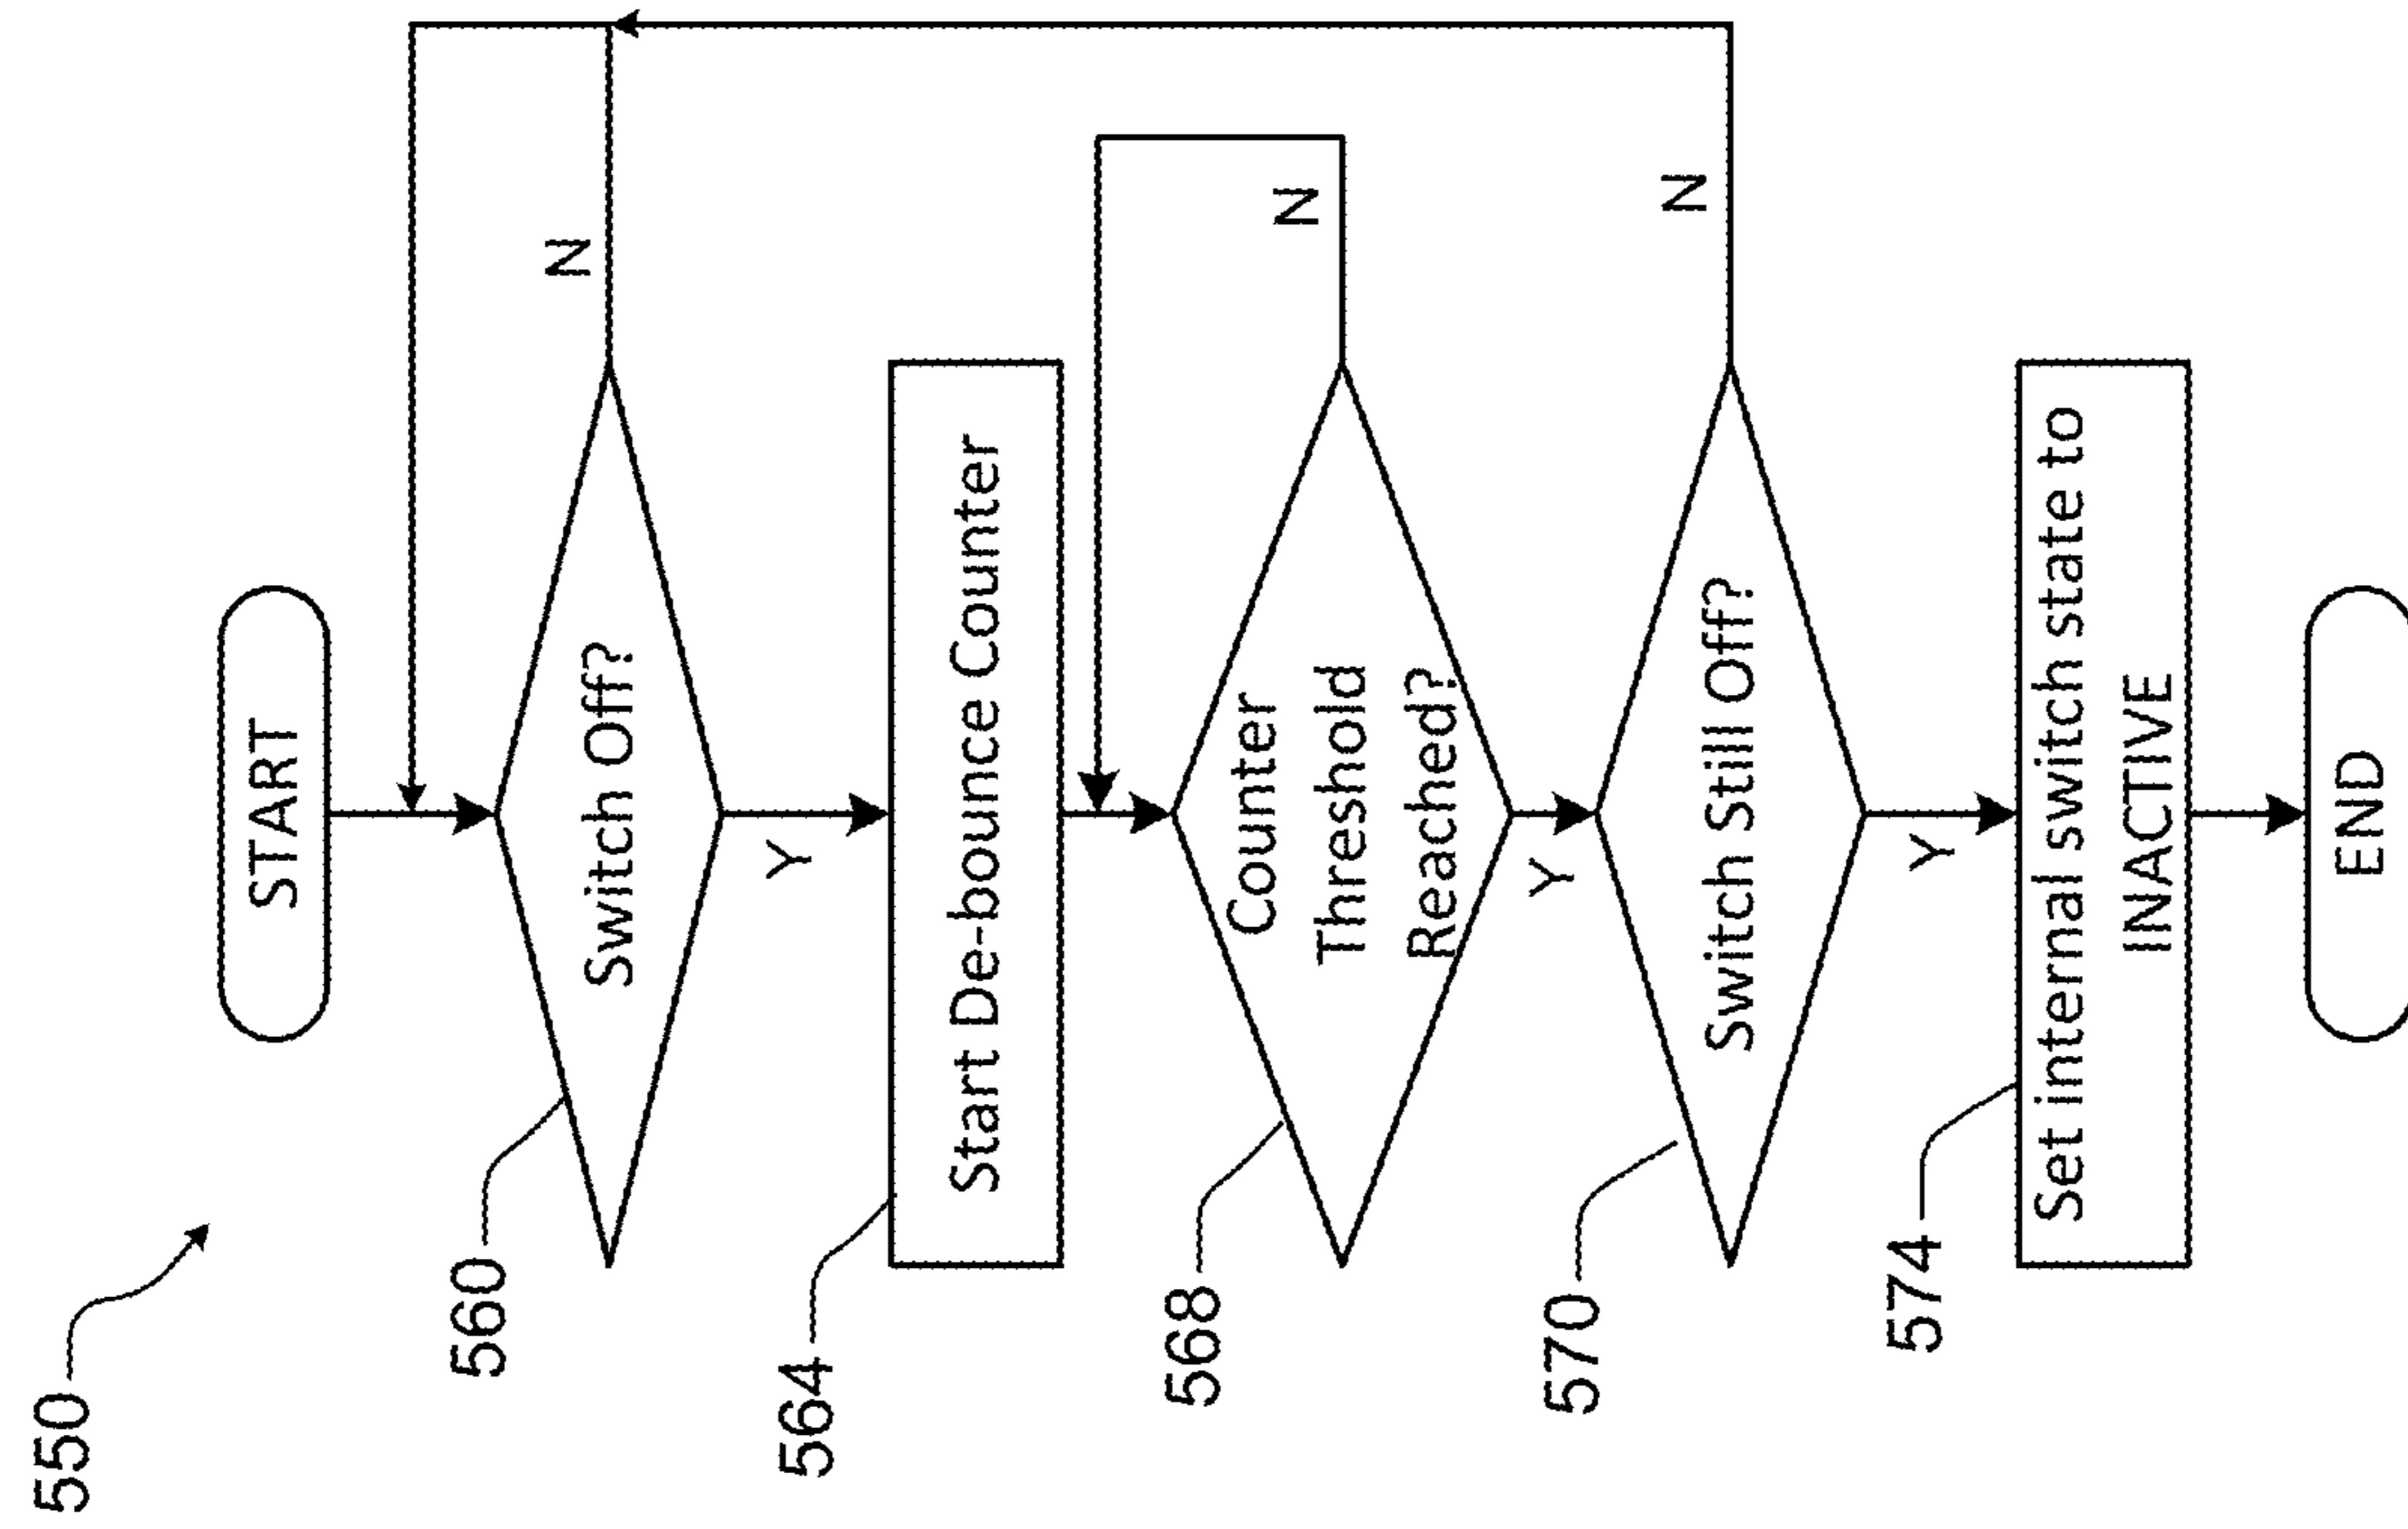 550
START
560
Switch Off?
N
Y
564
Start De-bounce Counter
568
Counter
Threshold
Reached?
N
Y
570
Switch Still Off?
N
Y
574
Set internal switch state to
INACTIVE
END